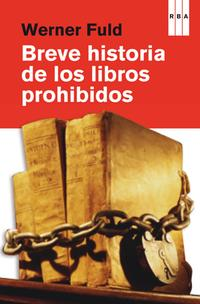 RBA
Werner Fuld
Breve historia
de los libros
prohibidos